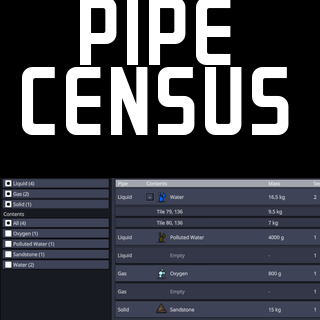 PIPE
CENSUS
Liquid (4)
Gas (2)
Solid (1)
Contents
All (4)
Oxygen (1)
Polluted Water (1)
Sandstone (1)
Water (2)
Pipe Contents Mass
Liquid Water 16.5 kg 2
Tile 79, 136 9.5 kg
Tile 80, 136 7 kg
Liquid Polluted Water 4000 g 1
Liquid Empty - 1
Gas Oxygen 800 g 1
Gas Empty - 1
Solid Sandstone 15 kg 1